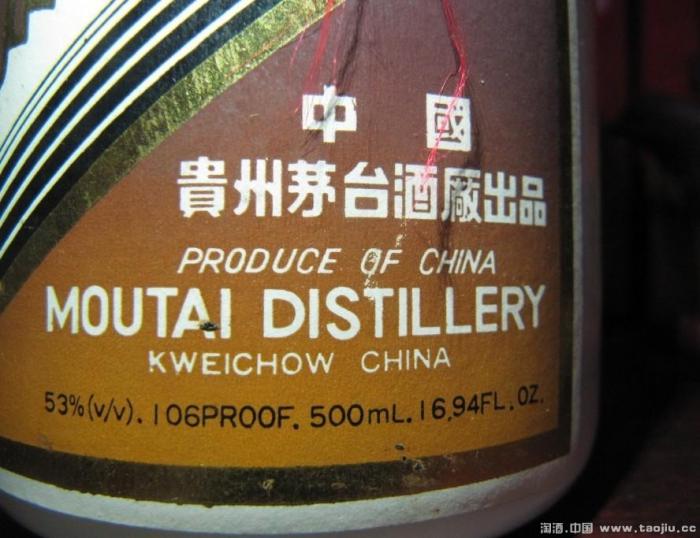 中國
貴州茅台酒廠出品
PRODUCE OF CHINA
MOUTAI DISTILLERY
KWEICHOW CHINA
53%(v/v). 106PROOF. 500mL. 16.94FL. OZ.
淘酒.中国 www.taojiu.cc